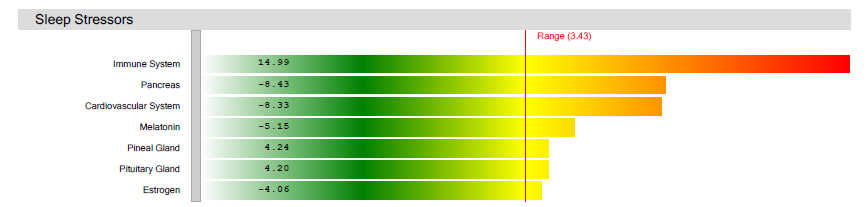 Sleep Stressors
Range (3.43)
Immune System 14.99
Pancreas -8.43
Cardiovascular System -8.33
Melatonin -5.15
Pineal Gland 4.24
Pituitary Gland 4.20
Estrogen -4.06